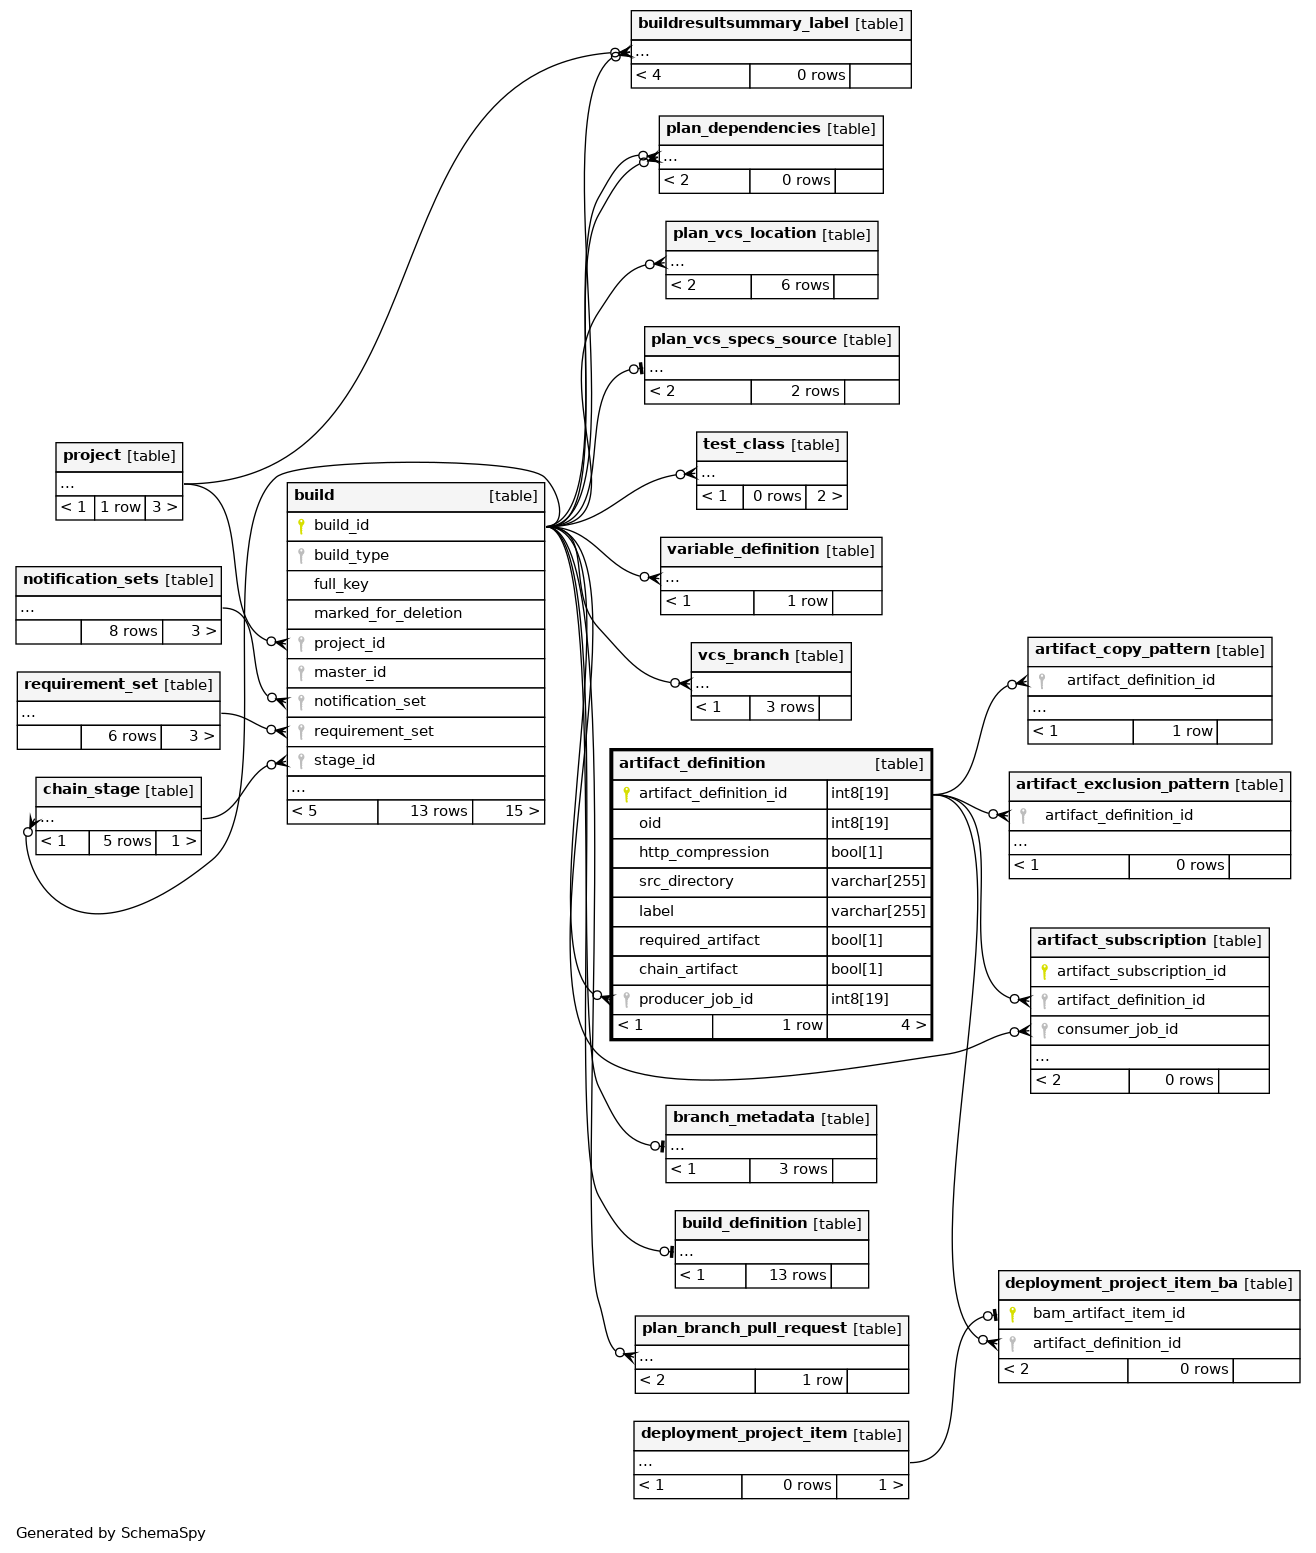 buildresultsummary_label [table]
...
< 4 0 rows
plan_dependencies [table]
...
< 2 0 rows
plan_vcs_location [table]
...
< 2 6 rows
plan_vcs_specs_source [table]
...
< 2 2 rows
test_class [table]
...
< 1 0 rows 2 >
project [table]
...
< 1 1 row 3 >
notification_sets [table]
...
8 rows 3 >
requirement_set [table]
...
6 rows 3 >
chain_stage [table]
...
< 1 5 rows 1 >
build [table]
build_id
build_type
full_key
marked_for_deletion
project_id
master_id
notification_set
requirement_set
stage_id
...
< 5 13 rows 15 >
variable_definition [table]
...
< 1 1 row
vcs_branch [table]
...
< 1 3 rows
artifact_definition [table]
artifact_definition_id int8[19]
oid int8[19]
http_compression bool[1]
src_directory varchar[255]
label varchar[255]
required_artifact bool[1]
chain_artifact bool[1]
producer_job_id int8[19]
< 1 1 row 4 >
artifact_copy_pattern [table]
artifact_definition_id
...
< 1 1 row
artifact_exclusion_pattern [table]
artifact_definition_id
...
< 1 0 rows
artifact_subscription [table]
artifact_subscription_id
artifact_definition_id
consumer_job_id
...
< 2 0 rows
branch_metadata [table]
...
< 1 3 rows
build_definition [table]
...
< 1 13 rows
plan_branch_pull_request [table]
...
< 2 1 row
deployment_project_item_ba [table]
bam_artifact_item_id
artifact_definition_id
< 2 0 rows
deployment_project_item [table]
...
< 1 0 rows 1 >
Generated by SchemaSpy